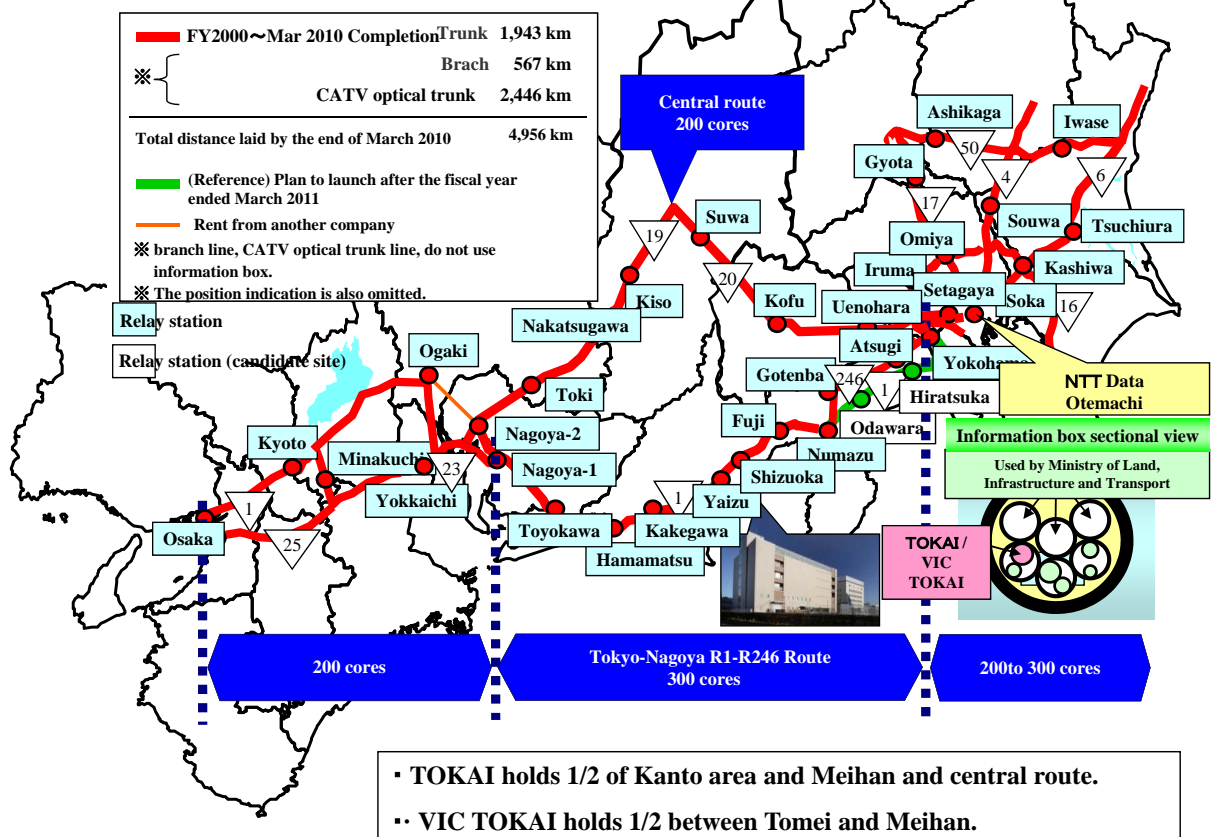 FY2000～Mar 2010 Completion Trunk 1,943 km
※ Brach 567 km
CATV optical trunk 2,446 km
Total distance laid by the end of March 2010 4,956 km
(Reference) Plan to launch after the fiscal year
ended March 2011
Rent from another company
※ branch line, CATV optical trunk line, do not use
information box.
※ The position indication is also omitted.
Relay station
Relay station (candidate site)
Central route
200 cores
Ashikaga
Iwase
50
4
6
Gyota
17
Souwa
Tsuchiura
Omiya
Kashiwa
Iruma
Setagaya
Soka
16
Suwa
19
20
Kiso
Kofu
Uenohara
Nakatsugawa
Atsugi
Yokohama
Ogaki
Toki
Gotenba
246
1
Hiratsuka
NTT Data
Otemachi
Fuji
Odawara
Nagoya-2
Numazu
Kyoto
Minakuchi
23
Nagoya-1
Shizuoka
Yokkaichi
1
Yaizu
1
Toyokawa
Kakegawa
Osaka
25
Hamamatsu
Information box sectional view
Used by Ministry of Land,
Infrastructure and Transport
TOKAI /
VIC
TOKAI
200 cores
Tokyo-Nagoya R1-R246 Route
300 cores
200to 300 cores
・TOKAI holds 1/2 of Kanto area and Meihan and central route.
・・VIC TOKAI holds 1/2 between Tomei and Meihan.